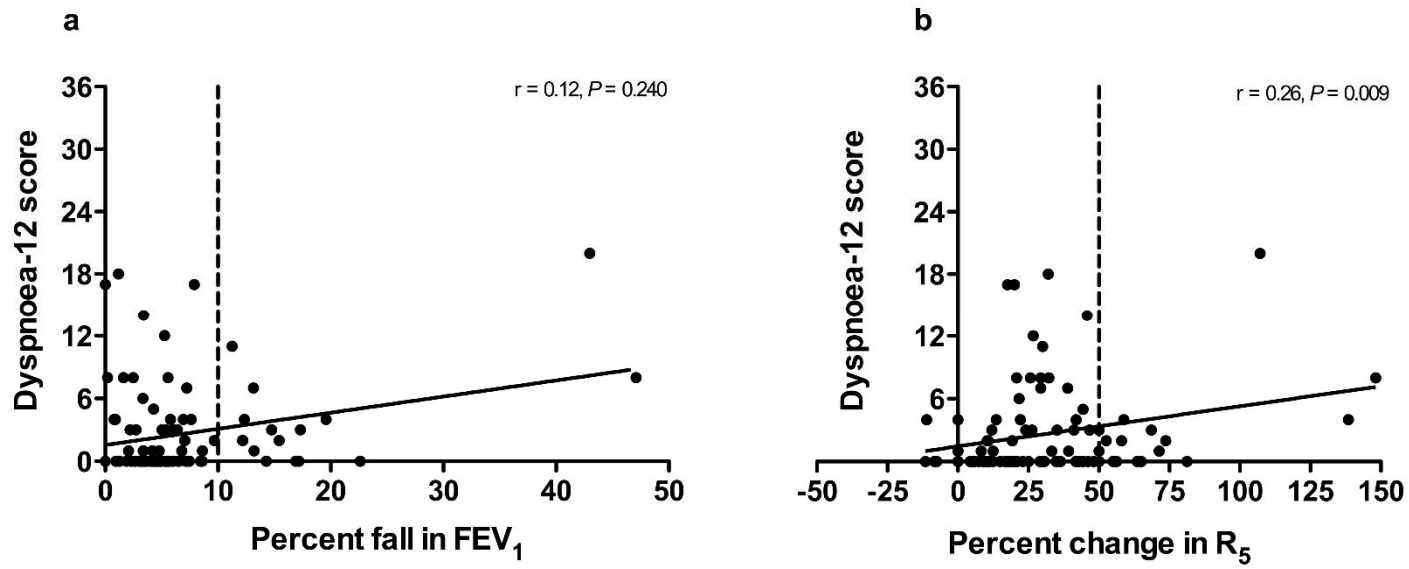 a
r = 0.12, P = 0.240
36
30
24
18
12
6
0
Dyspnoea-12 score
0 10 20 30 40 50
Percent fall in FEV1
b
r = 0.26, P = 0.009
36
30
24
18
12
6
Dyspnoea-12 score
-50 -25 0 25 50 75 100 125 150
Percent change in R5